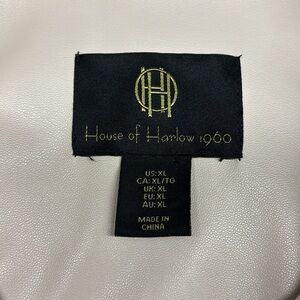 H
House of Harlow 1960
US: XL
CA: XL/TG
UK: XL
EU: XL
AU: XL
MADE IN
CHINA